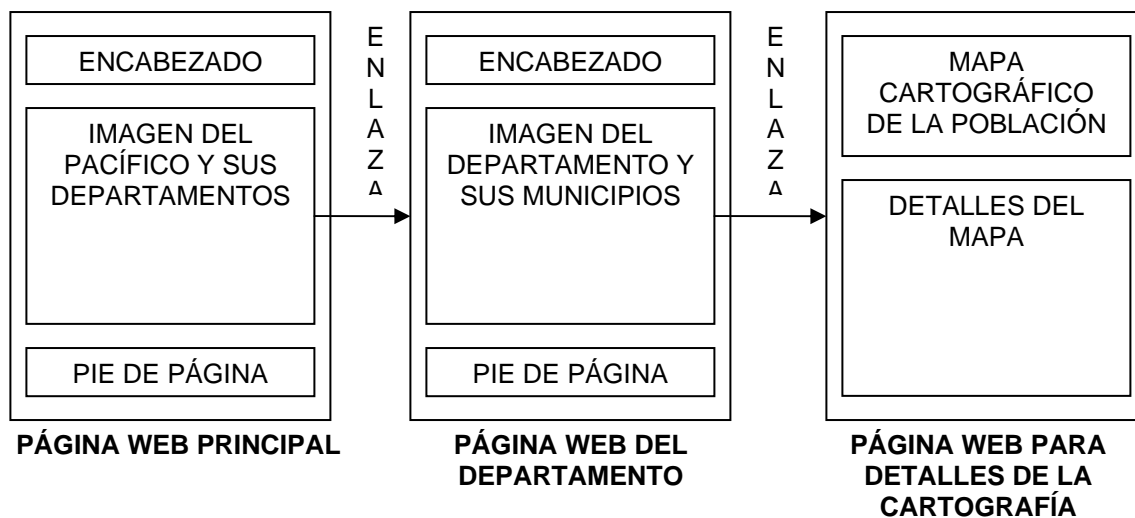 ENCABEZADO
IMAGEN DEL
PACÍFICO Y SUS
DEPARTAMENTOS
PIE DE PÁGINA
PÁGINA WEB PRINCIPAL
E
N
L
A
Z
A
ENCABEZADO
IMAGEN DEL
DEPARTAMENTO Y
SUS MUNICIPIOS
PIE DE PÁGINA
PÁGINA WEB DEL
DEPARTAMENTO
E
N
L
A
Z
A
MAPA
CARTOGRÁFICO
DE LA POBLACIÓN
DETALLES DEL
MAPA
PÁGINA WEB PARA
DETALLES DE LA
CARTOGRAFÍA